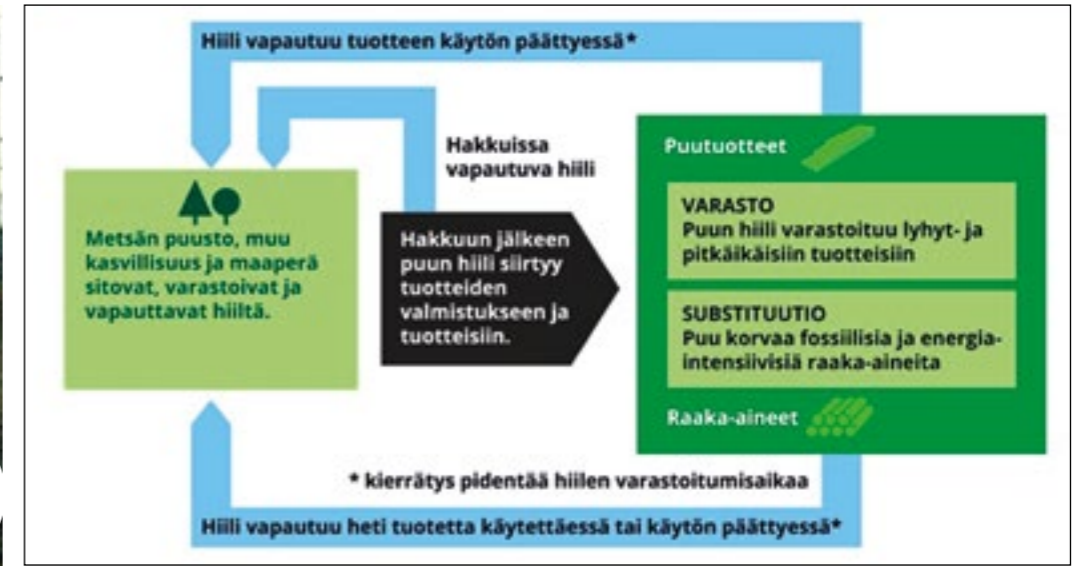 Hiili vapautuu tuotteen käytön päättyessä*
Hakkuissa
vapautuva hiili
Metsän puusto, muu
kasvillisuus ja maaperä
sitovat, varastoivat ja
vapauttavat hiiltä.
Hakkuun jälkeen
puun hiili siirtyy
tuotteiden
valmistukseen ja
tuotteisiin.
Puutuotteet
VARASTO
Puun hiili varastoituu lyhyt- ja
pitkäikäisiin tuotteisiin
SUBSTITUUTIO
Puu korvaa fossiilisia ja energia-
intensiivisiä raaka-aineita
Raaka-aineet
* kierrätys pidentää hiilen varastoitumisaikaa
Hiili vapautuu heti tuotetta käytettäessä tai käytön päättyessä*